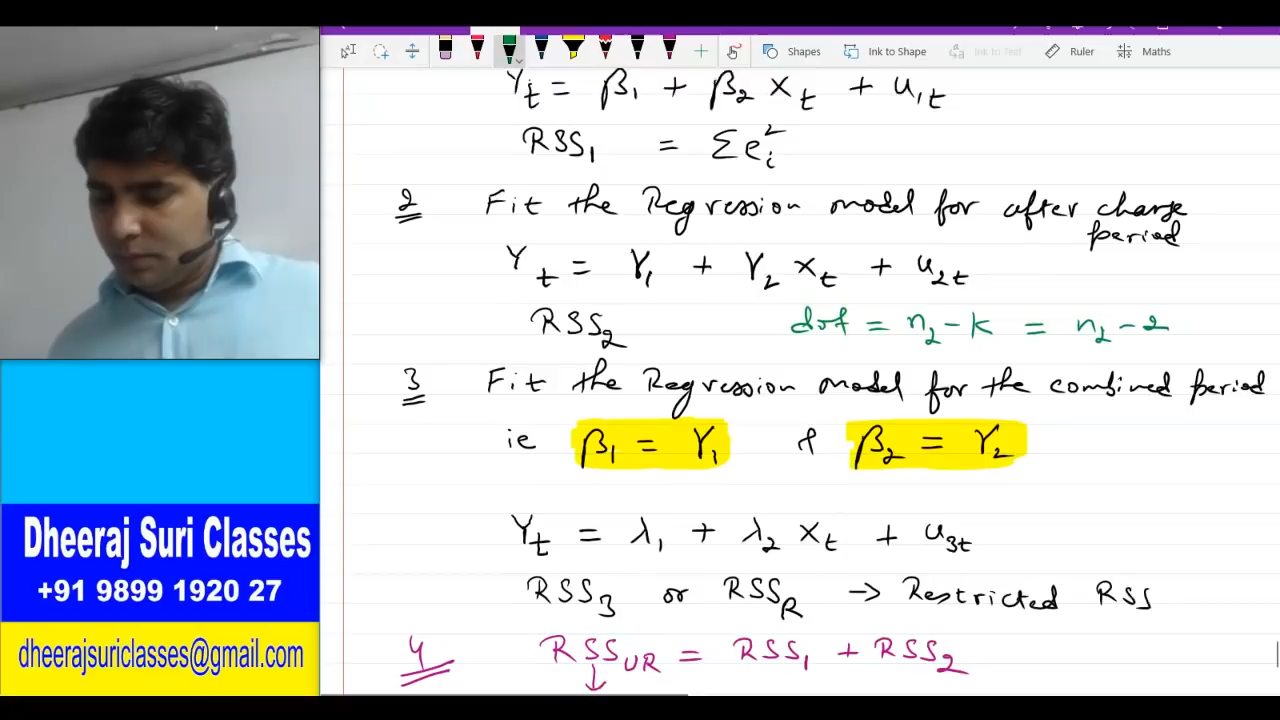 Shapes Ink to Shape Ink to Text Ruler Maths
Yt = β1 + β2 Xt + u1t
RSS1 = Σei²
2 Fit the Regression model for after change period
Yt = γ1 + γ2 Xt + u2t
RSS2 dof = n2 - k = n2 - 2
3 Fit the Regression model for the combined period
ie β1 = γ1 & β2 = γ2
Yt = λ1 + λ2 Xt + u3t
RSS3 or RSSR → Restricted RSS
4 RSSUR = RSS1 + RSS2
↓
Dheeraj Suri Classes
+91 9899 1920 27
dheerajsuriclasses@gmail.com